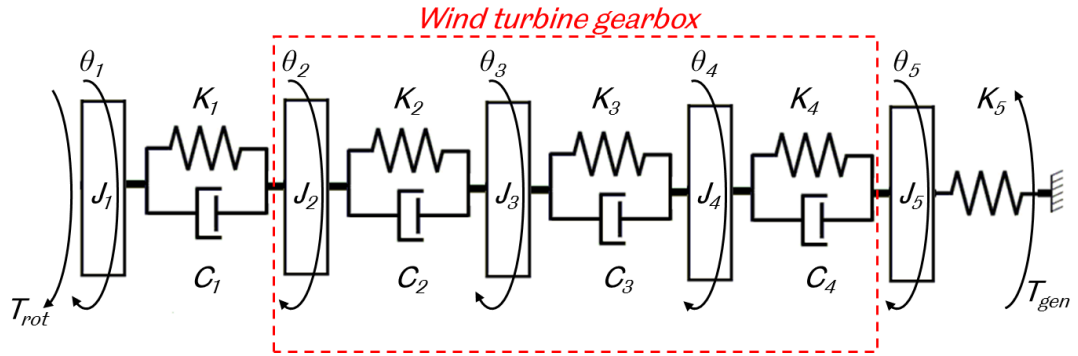 Wind turbine gearbox
θ1 θ2 θ3 θ4 θ5
K1 K2 K3 K4 K5
J1 J2 J3 J4 J5
C1 C2 C3 C4
Trot Tgen